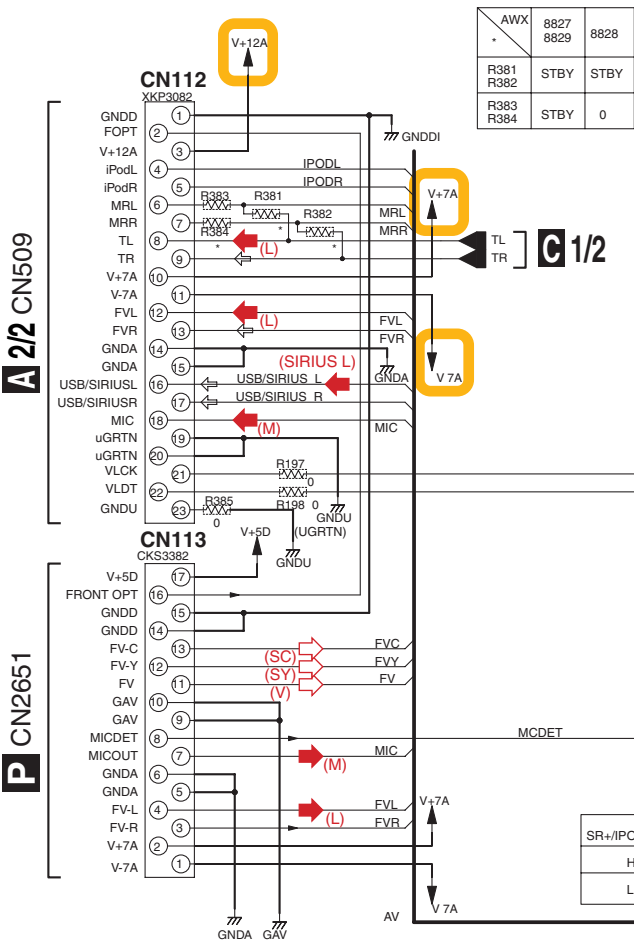 V+12A
AWX
*
8827
8829
8828
R381
R382
STBY
STBY
R383
R384
STBY
0
CN112
XKP3082
GNDD 1
FOPT 2
V+12A 3
iPodL 4 IPODL
iPodR 5 IPODR
MRL 6 R383 R381 MRL
MRR 7 R384 * R382 * MRR
TL 8 (L) TL
TR 9 TR
V+7A 10
V-7A 11
FVL 12 (L) FVL
FVR 13 FVR
GNDA 14
GNDA 15 GNDA
USB/SIRIUSL 16 USB/SIRIUS L (SIRIUS L)
USB/SIRIUSR 17 USB/SIRIUS R
MIC 18 (M) MIC
uGRTN 19
uGRTN 20
VLCK 21 R197 0
VLDT 22 R198 0
GNDU 23 R385 0
GNDDI
V+7A
V 7A
C 1/2
A 2/2 CN509
GNDU
(UGRTN)
GNDU
CN113
CKS3382
V+5D
V+5D 17
FRONT OPT 16
GNDD 15
GNDD 14
FV-C 13 (SC) FVC
FV-Y 12 (SY) FVY
FV 11 (V) FV
GAV 10
GAV 9
MICDET 8 MCDET
MICOUT 7 (M) MIC
GNDA 6
GNDA 5
FV-L 4 (L) FVL
FV-R 3 FVR
V+7A 2
V-7A 1
P CN2651
V+7A
V 7A
GNDA
GAV
AV
SR+/IPO
H
L